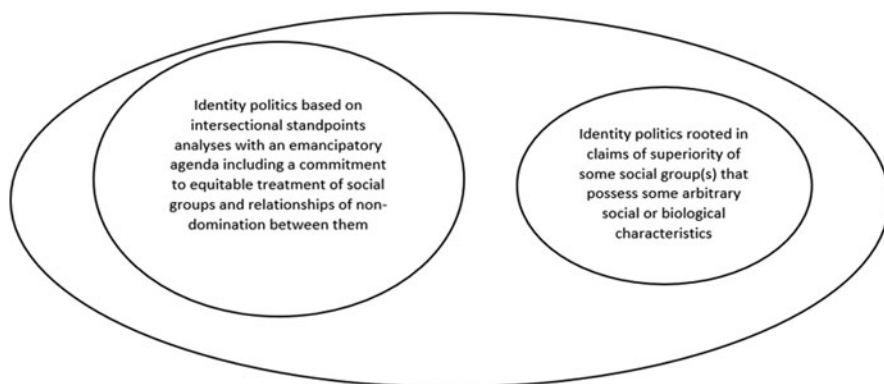 Identity politics based on
intersectional standpoints
analyses with an emancipatory
agenda including a commitment
to equitable treatment of social
groups and relationships of non-
domination between them
Identity politics rooted in
claims of superiority of
some social group(s) that
possess some arbitrary
social or biological
characteristics